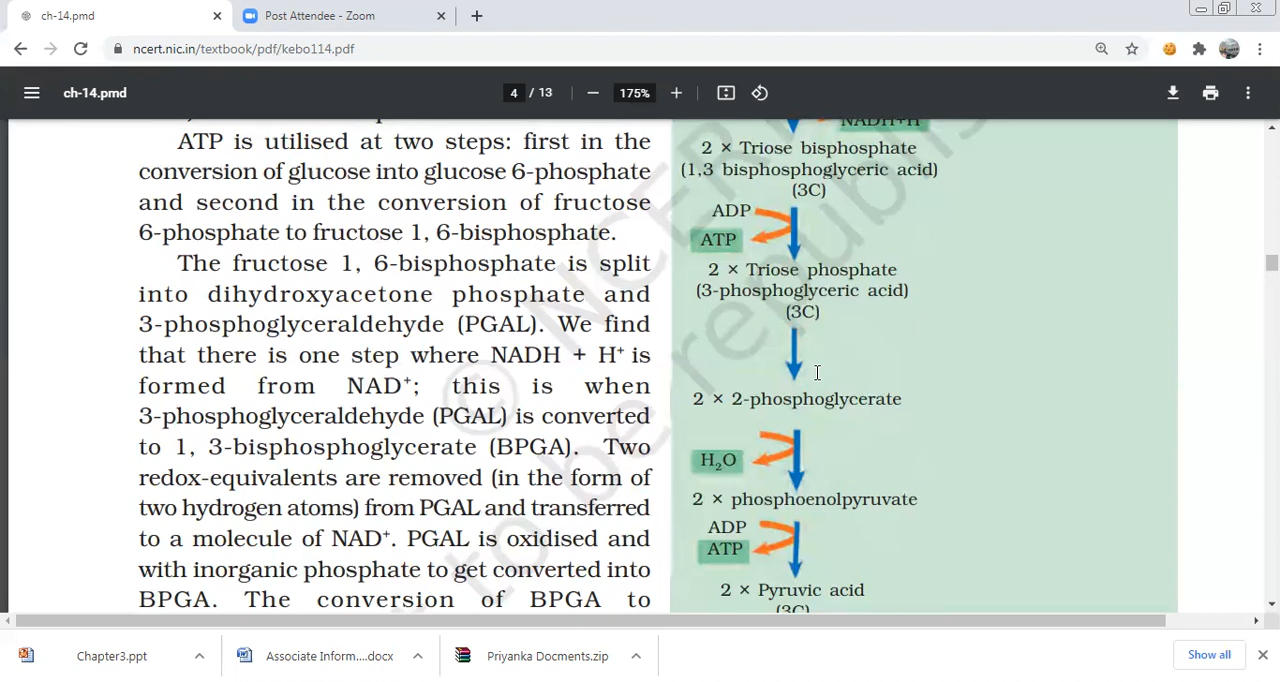 ch-14.pmd
Post Attendee - Zoom
ncert.nic.in/textbook/pdf/kebo114.pdf
ch-14.pmd
4 / 13
175%
ATP is utilised at two steps: first in the
conversion of glucose into glucose 6-phosphate
and second in the conversion of fructose
6-phosphate to fructose 1, 6-bisphosphate.
The fructose 1, 6-bisphosphate is split
into dihydroxyacetone phosphate and
3-phosphoglyceraldehyde (PGAL). We find
that there is one step where NADH + H⁺ is
formed from NAD⁺; this is when
3-phosphoglyceraldehyde (PGAL) is converted
to 1, 3-bisphosphoglycerate (BPGA). Two
redox-equivalents are removed (in the form of
two hydrogen atoms) from PGAL and transferred
to a molecule of NAD⁺. PGAL is oxidised and
with inorganic phosphate to get converted into
BPGA. The conversion of BPGA to
NADH+H
2 × Triose bisphosphate
(1,3 bisphosphoglyceric acid)
(3C)
ADP
ATP
2 × Triose phosphate
(3-phosphoglyceric acid)
(3C)
2 × 2-phosphoglycerate
H₂O
2 × phosphoenolpyruvate
ADP
ATP
2 × Pyruvic acid
(3C)
© NCERT
be republis
Chapter3.ppt
Associate Inform....docx
Priyanka Docments.zip
Show all